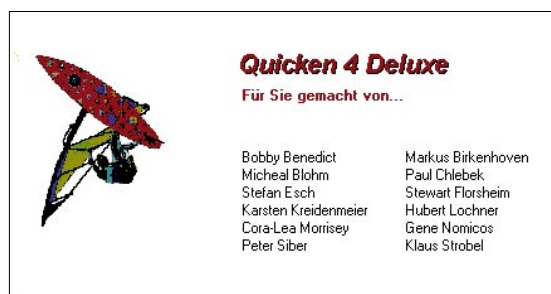 Quicken 4 Deluxe
Für Sie gemacht von...
Bobby Benedict
Micheal Blohm
Stefan Esch
Karsten Kreidenmeier
Cora-Lea Morrisey
Peter Siber
Markus Birkenhoven
Paul Chlebek
Stewart Florsheim
Hubert Lochner
Gene Nomicos
Klaus Strobel